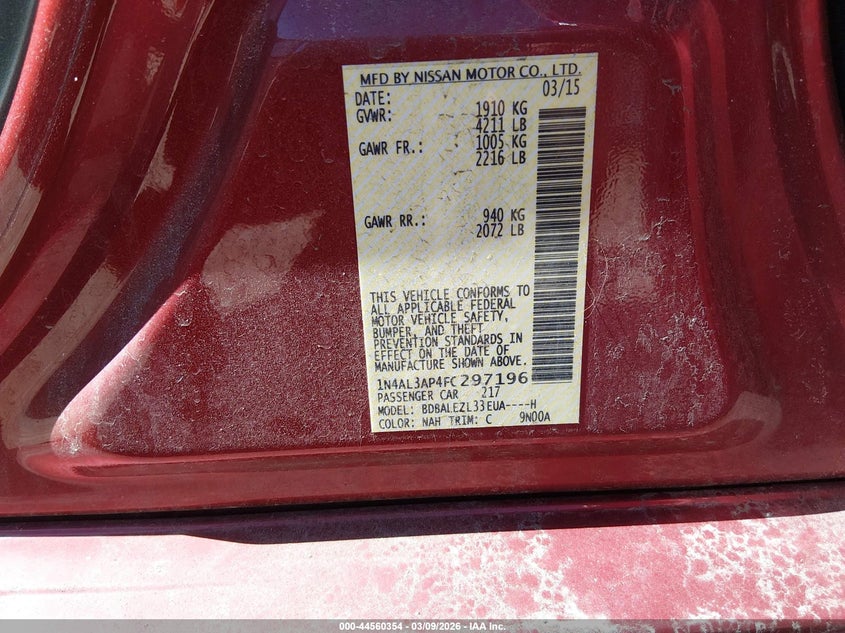 MFD BY NISSAN MOTOR CO., LTD.
DATE: 03/15
GVWR: 1910 KG
4211 LB
GAWR FR.: 1005 KG
2216 LB
GAWR RR.: 940 KG
2072 LB
THIS VEHICLE CONFORMS TO
ALL APPLICABLE FEDERAL
MOTOR VEHICLE SAFETY,
BUMPER, AND THEFT
PREVENTION STANDARDS IN
EFFECT ON THE DATE OF
MANUFACTURE SHOWN ABOVE.
1N4AL3AP4FC297196
PASSENGER CAR 217
MODEL: BDBALEZL33EUA----H
COLOR: NAH TRIM: C 9N00A
000-44560354 - 03/09/2026 - IAA Inc.